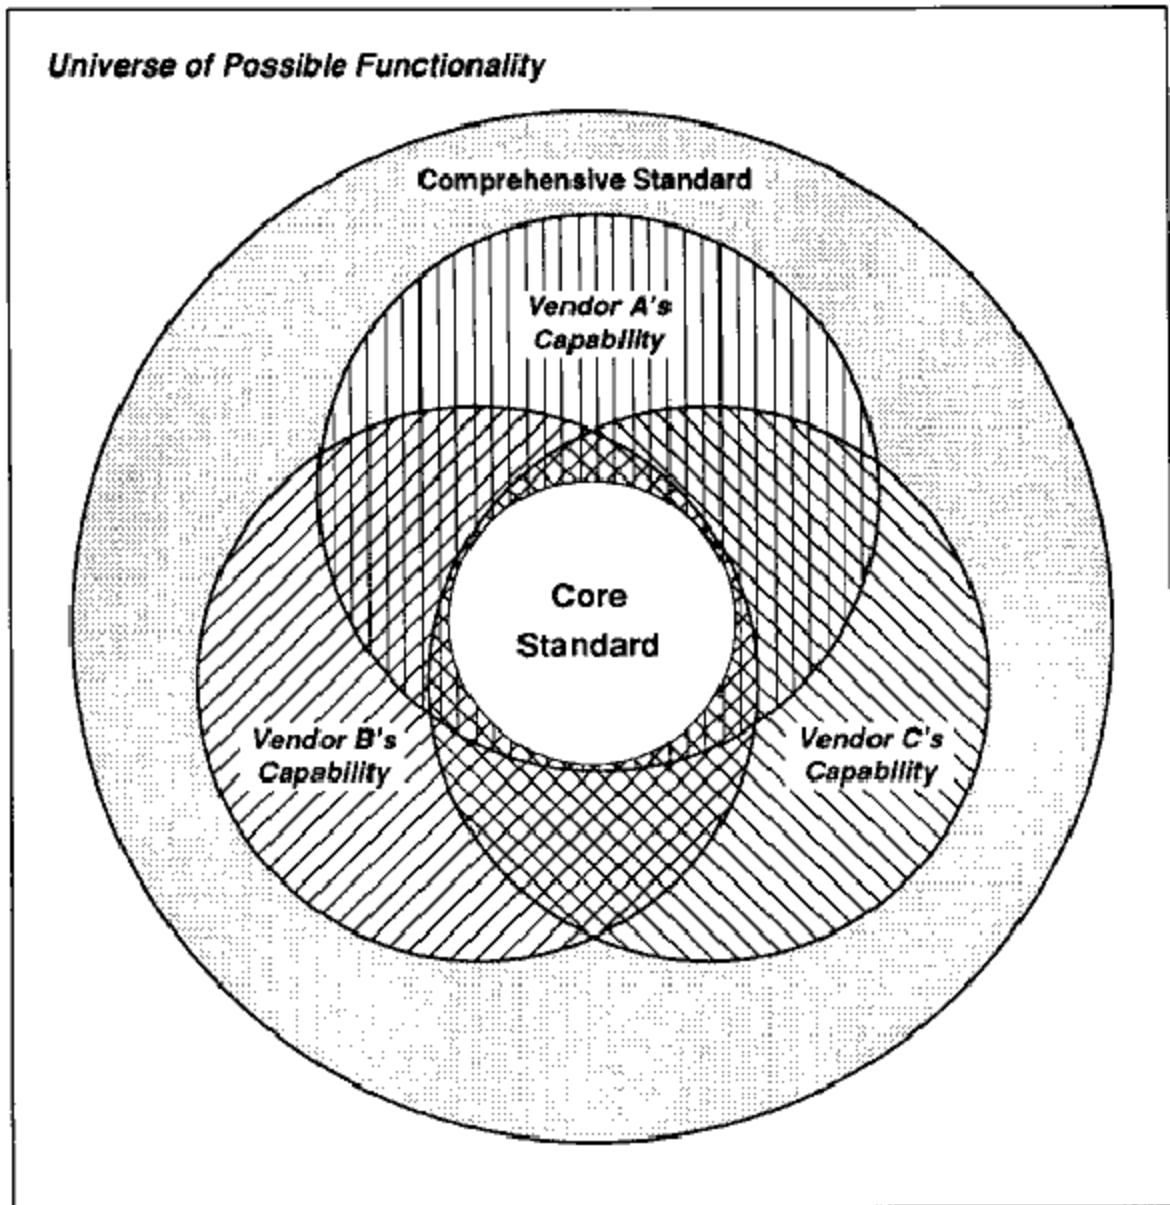 Universe of Possible Functionality
Comprehensive Standard
Vendor A's
Capability
Core
Standard
Vendor B's
Capability
Vendor C's
Capability